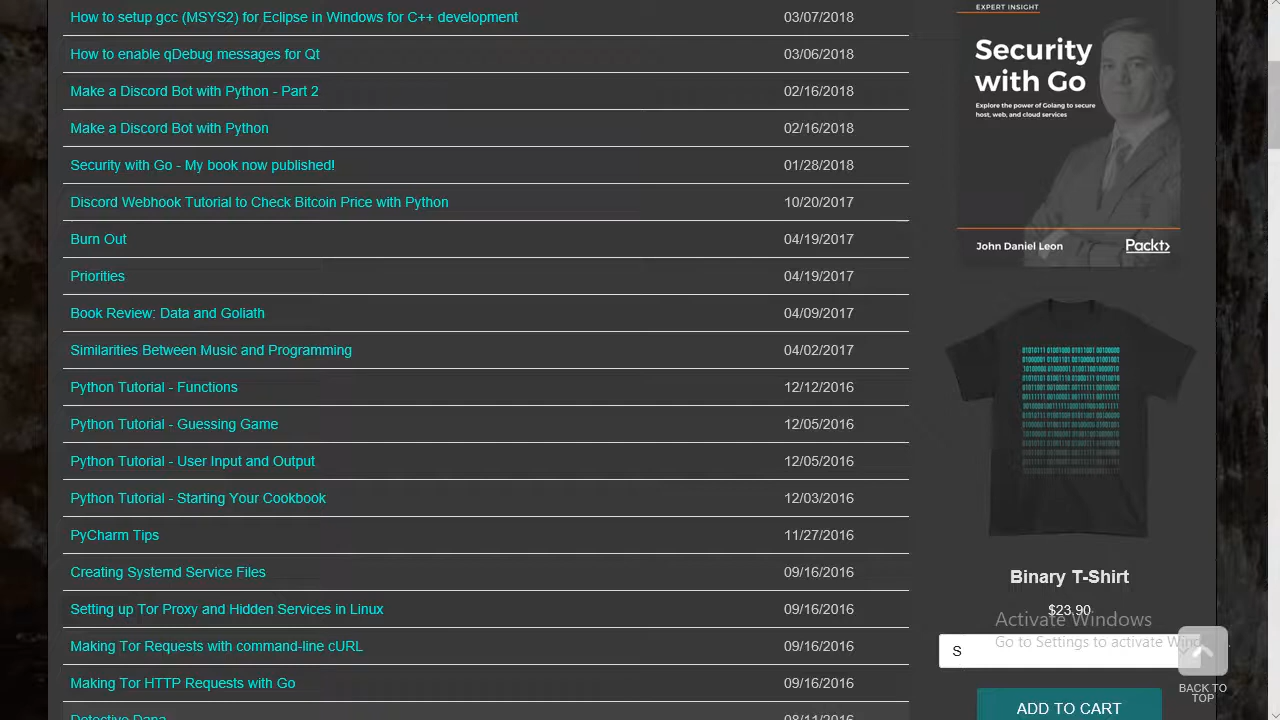 How to setup gcc (MSYS2) for Eclipse in Windows for C++ development 03/07/2018
How to enable qDebug messages for Qt 03/06/2018
Make a Discord Bot with Python - Part 2 02/16/2018
Make a Discord Bot with Python 02/16/2018
Security with Go - My book now published! 01/28/2018
Discord Webhook Tutorial to Check Bitcoin Price with Python 10/20/2017
Burn Out 04/19/2017
Priorities 04/19/2017
Book Review: Data and Goliath 04/09/2017
Similarities Between Music and Programming 04/02/2017
Python Tutorial - Functions 12/12/2016
Python Tutorial - Guessing Game 12/05/2016
Python Tutorial - User Input and Output 12/05/2016
Python Tutorial - Starting Your Cookbook 12/03/2016
PyCharm Tips 11/27/2016
Creating Systemd Service Files 09/16/2016
Setting up Tor Proxy and Hidden Services in Linux 09/16/2016
Making Tor Requests with command-line cURL 09/16/2016
Making Tor HTTP Requests with Go 09/16/2016
Detective Dana 08/11/2016
EXPERT INSIGHT
Security
with Go
Explore the power of Golang to secure
host, web, and cloud services
John Daniel Leon Packt>
Binary T-Shirt
$23.90
Activate Windows
Go to Settings to activate
S
BACK TO
TOP
ADD TO CART